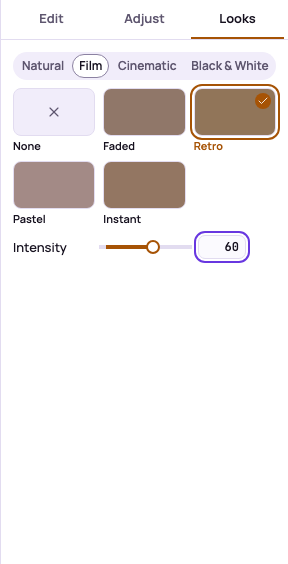 Edit Adjust Looks
Natural Film Cinematic Black & White
None Faded Retro
Pastel Instant
Intensity 60